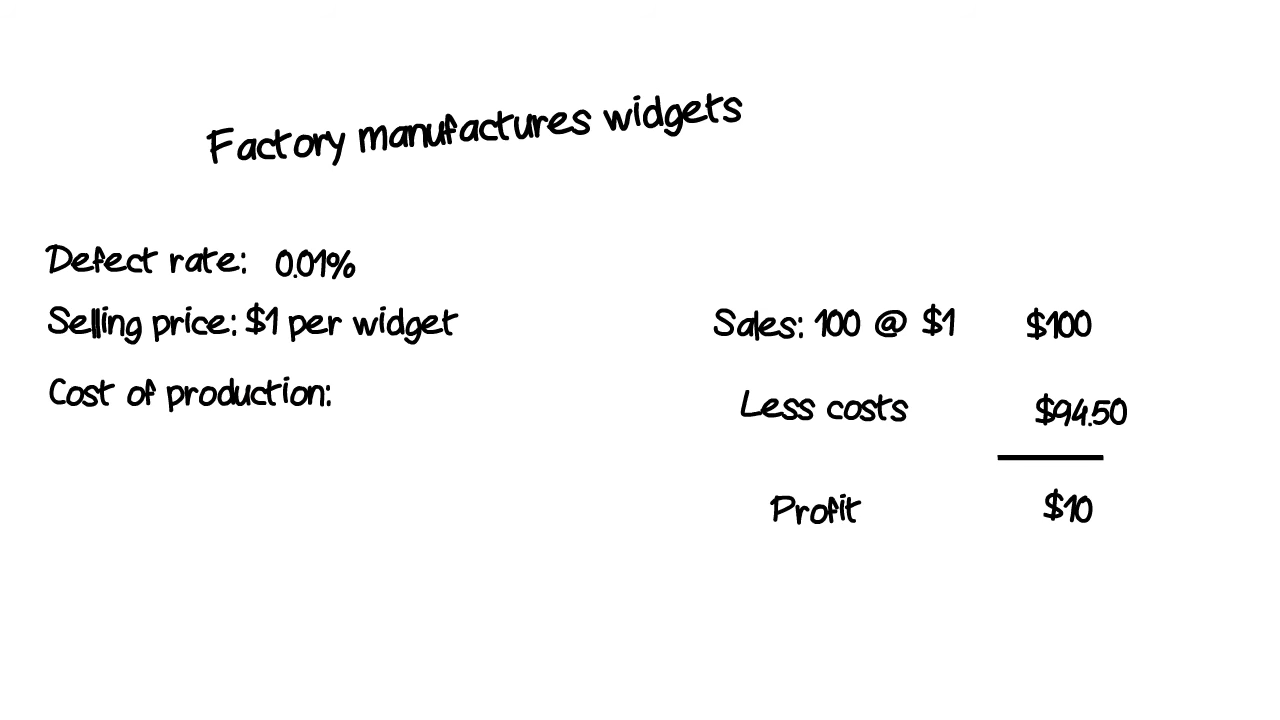 Factory manufactures widgets
Defect rate: 0.01%
Selling price: $1 per widget
Cost of production:
Sales: 100 @ $1 $100
Less costs $94.50
Profit $10